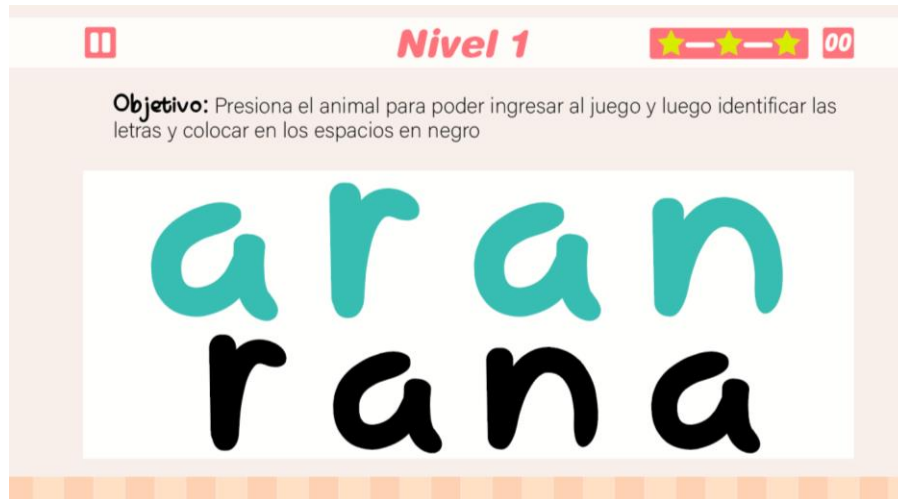 Nivel 1
00
Objetivo: Presiona el animal para poder ingresar al juego y luego identificar las
letras y colocar en los espacios en negro
aran
rana